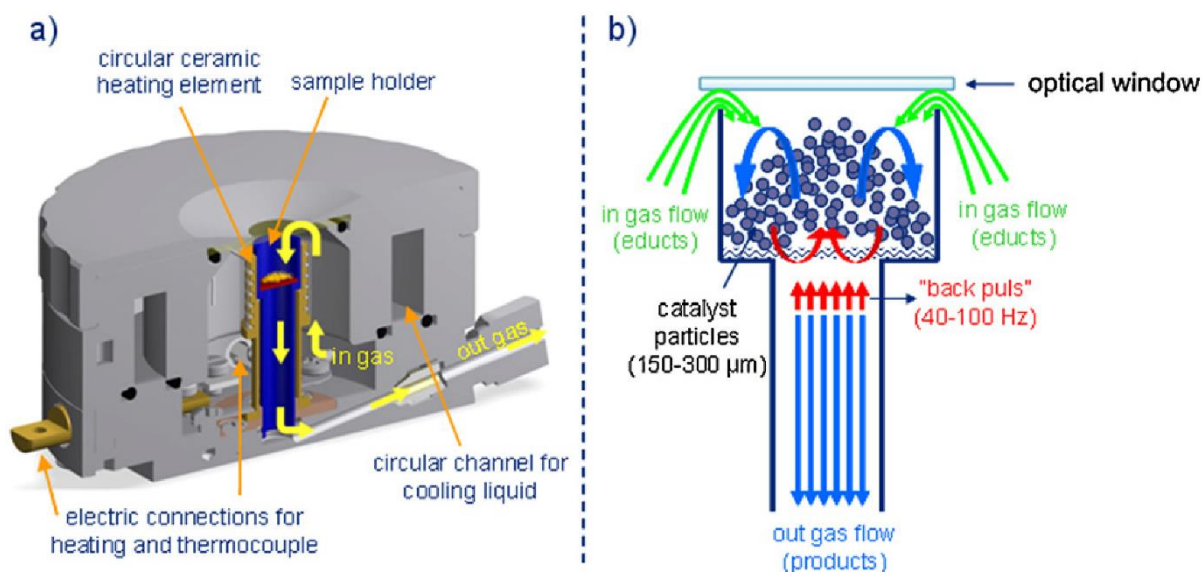 a)
circular ceramic
heating element
sample holder
in gas
out gas
circular channel for
cooling liquid
electric connections for
heating and thermocouple
b)
optical window
in gas flow
(educts)
in gas flow
(educts)
catalyst
particles
(150-300 µm)
"back puls"
(40-100 Hz)
out gas flow
(products)